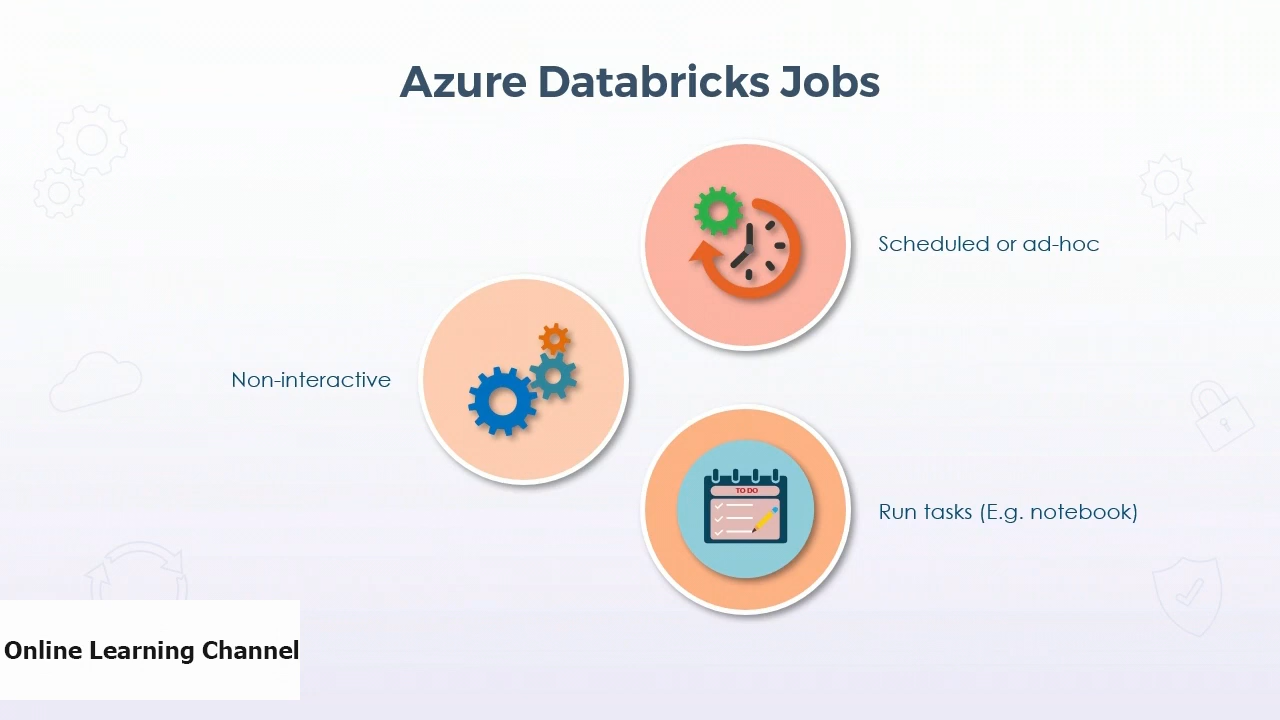 Azure Databricks Jobs
Scheduled or ad-hoc
Non-interactive
TO DO
Run tasks (E.g. notebook)
Online Learning Channel